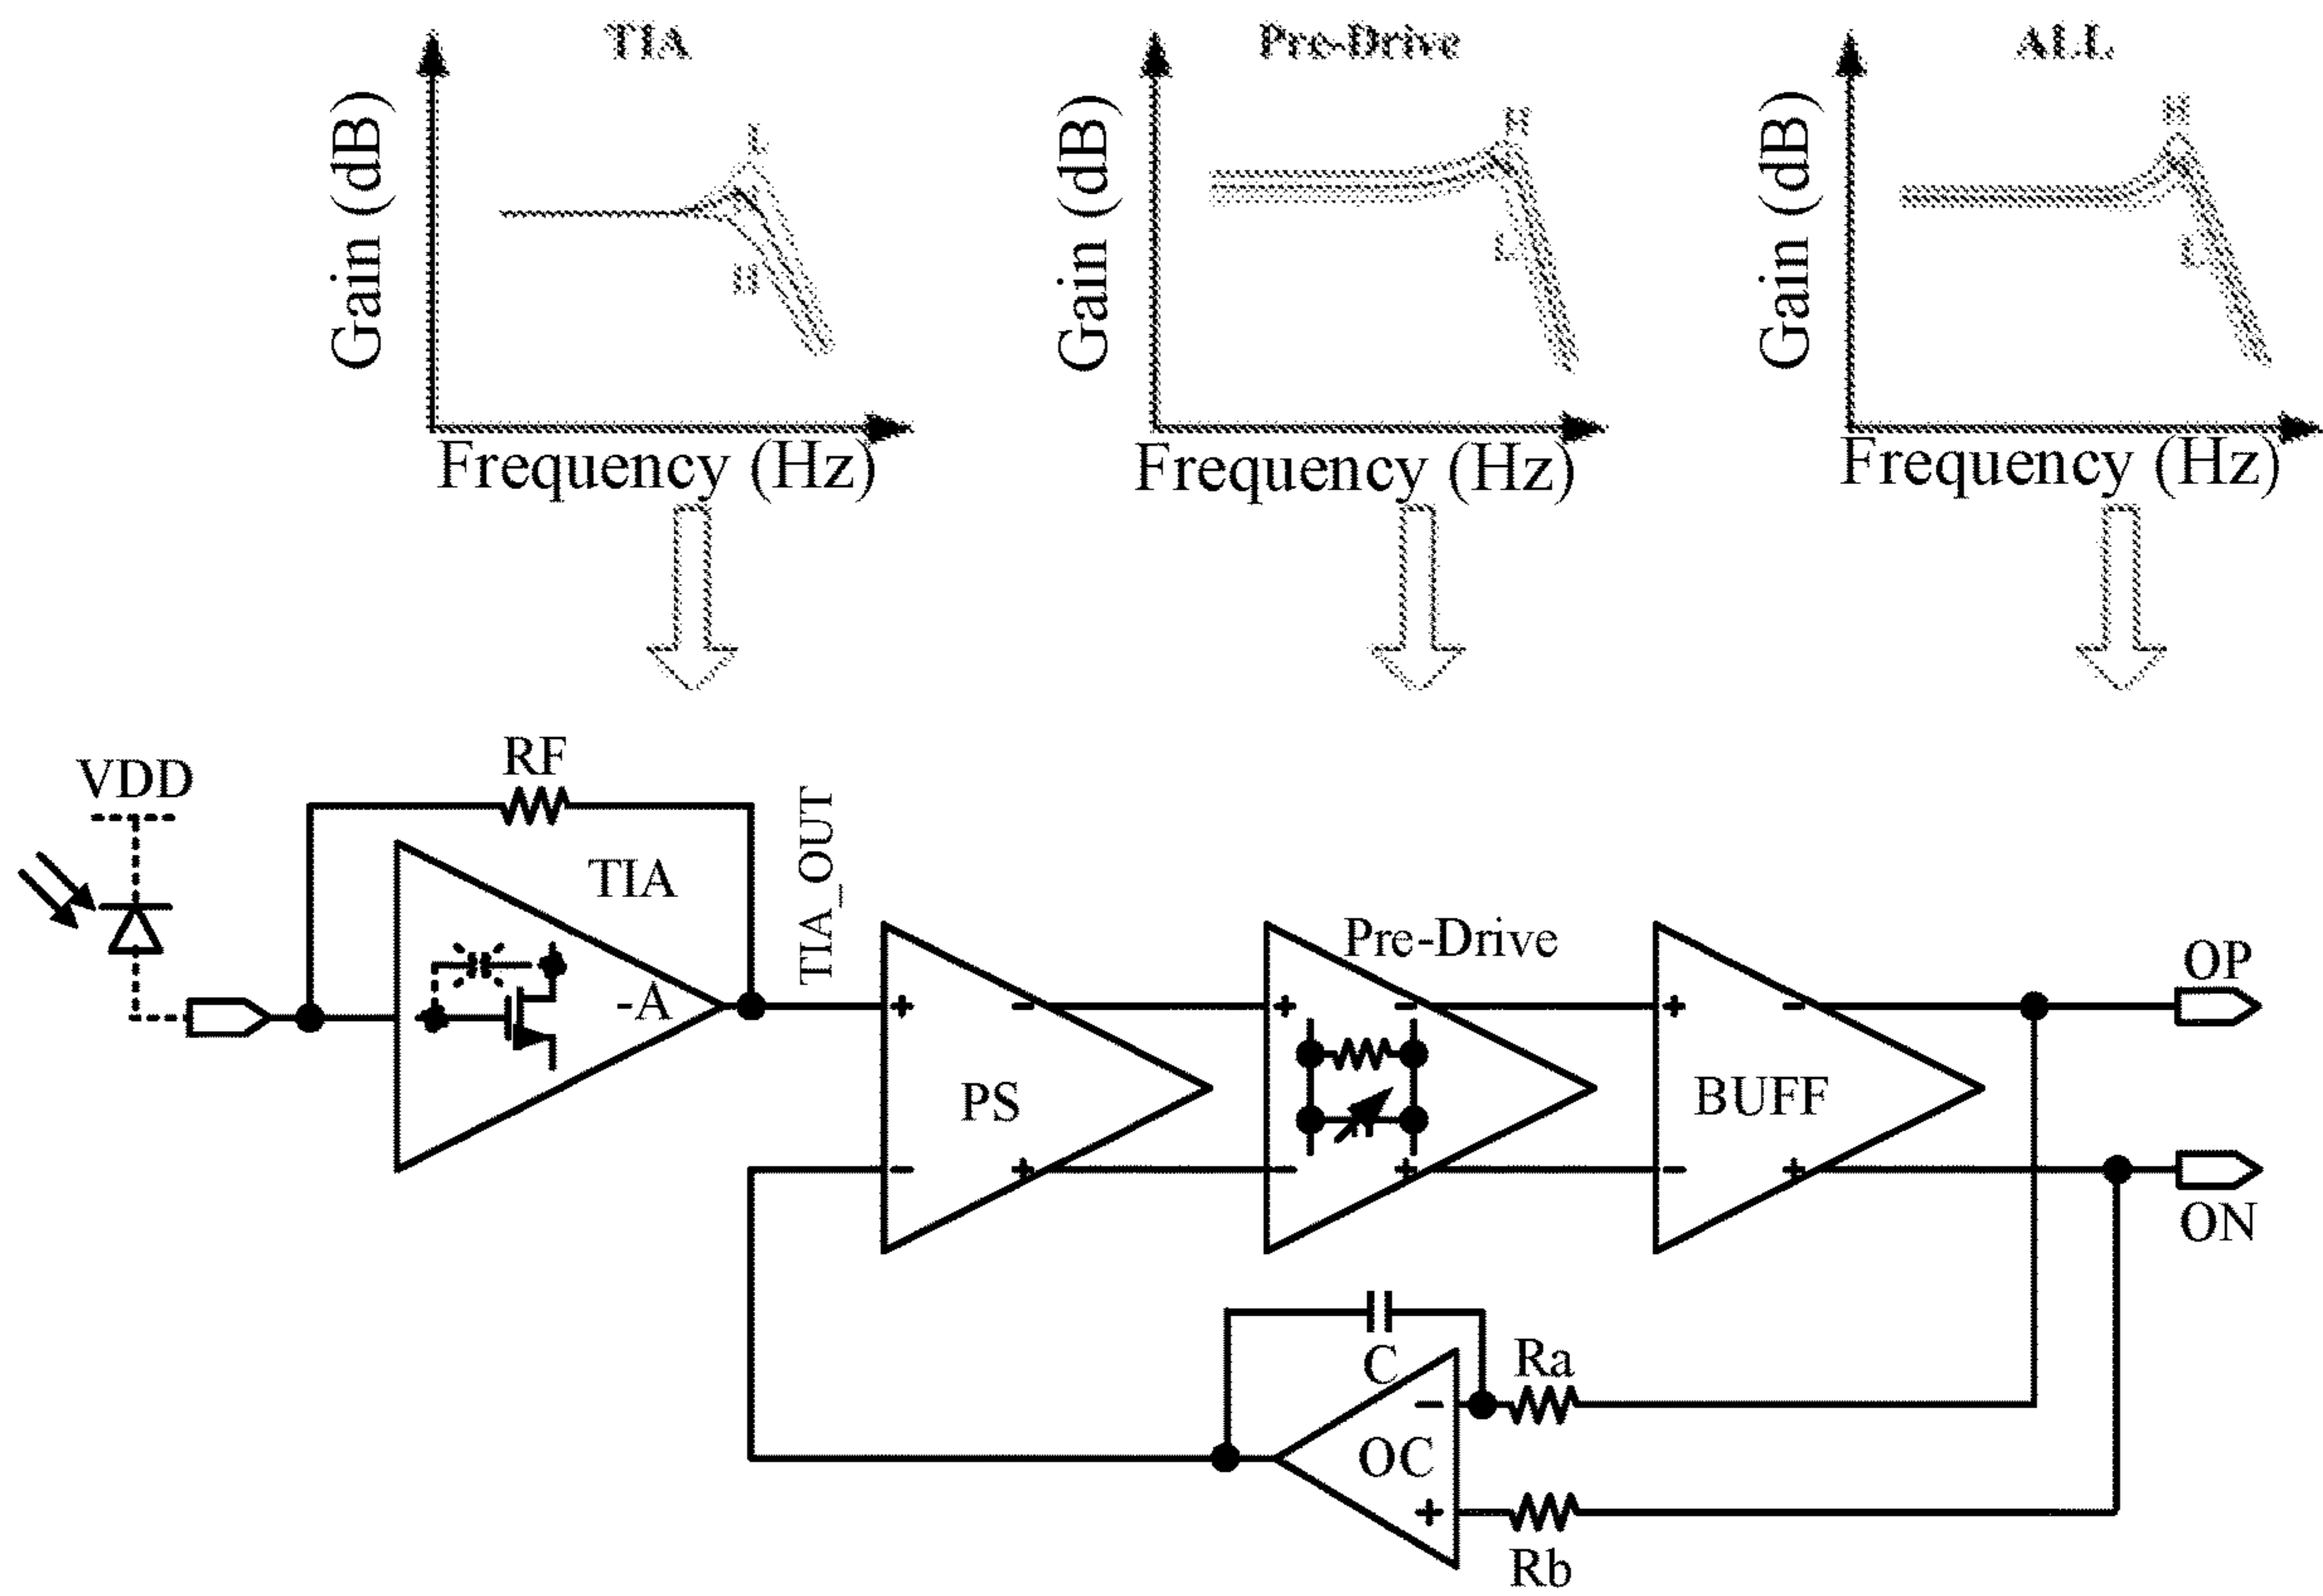 TIA
Pre-Drive
ALL
Gain (dB)
L
H
Frequency (Hz)
Gain (dB)
H
L
Frequency (Hz)
Gain (dB)
H
L
Frequency (Hz)
VDD
RF
TIA
-A
TIA_OUT
+
-
PS
-
+
Pre-Drive
+
-
-
+
BUFF
+
-
-
+
OP
ON
C
Ra
-
OC
+
Rb